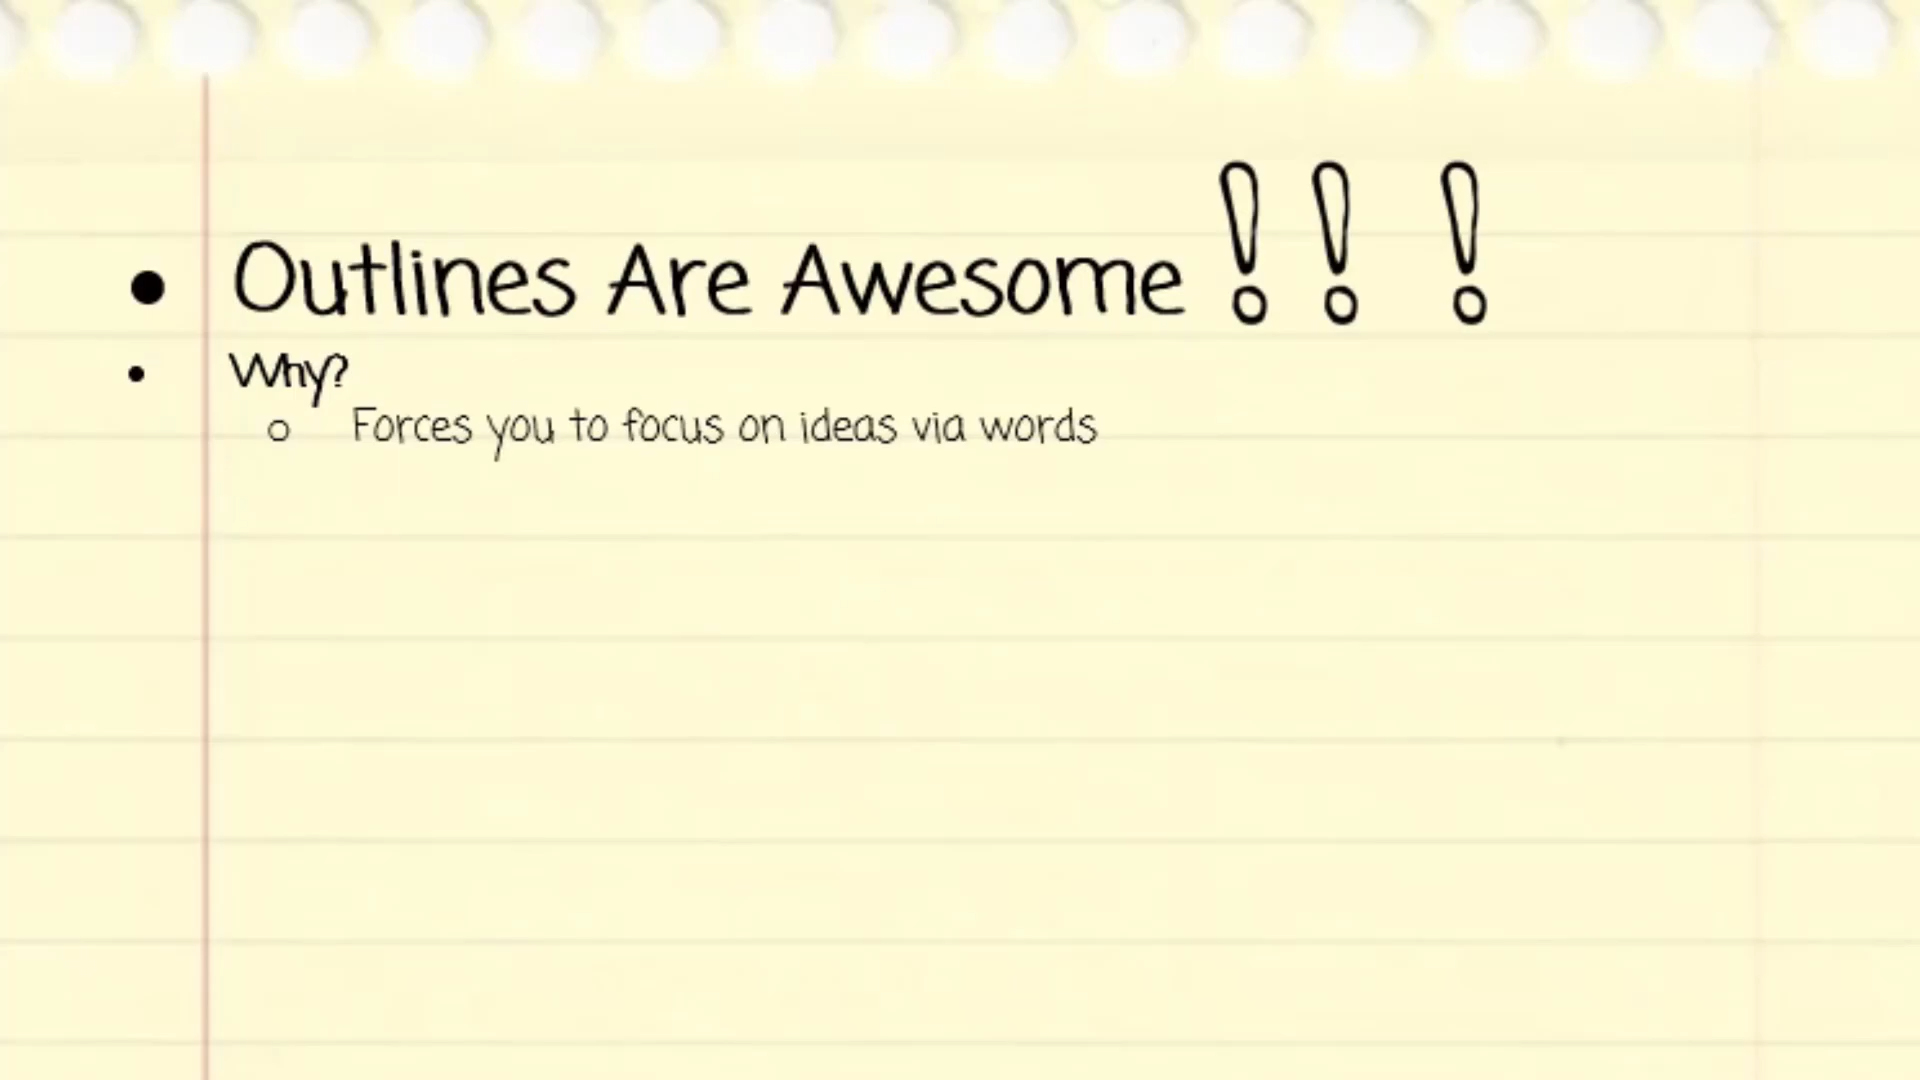 • Outlines Are Awesome!! !
• Why?
○ Forces you to focus on ideas via words